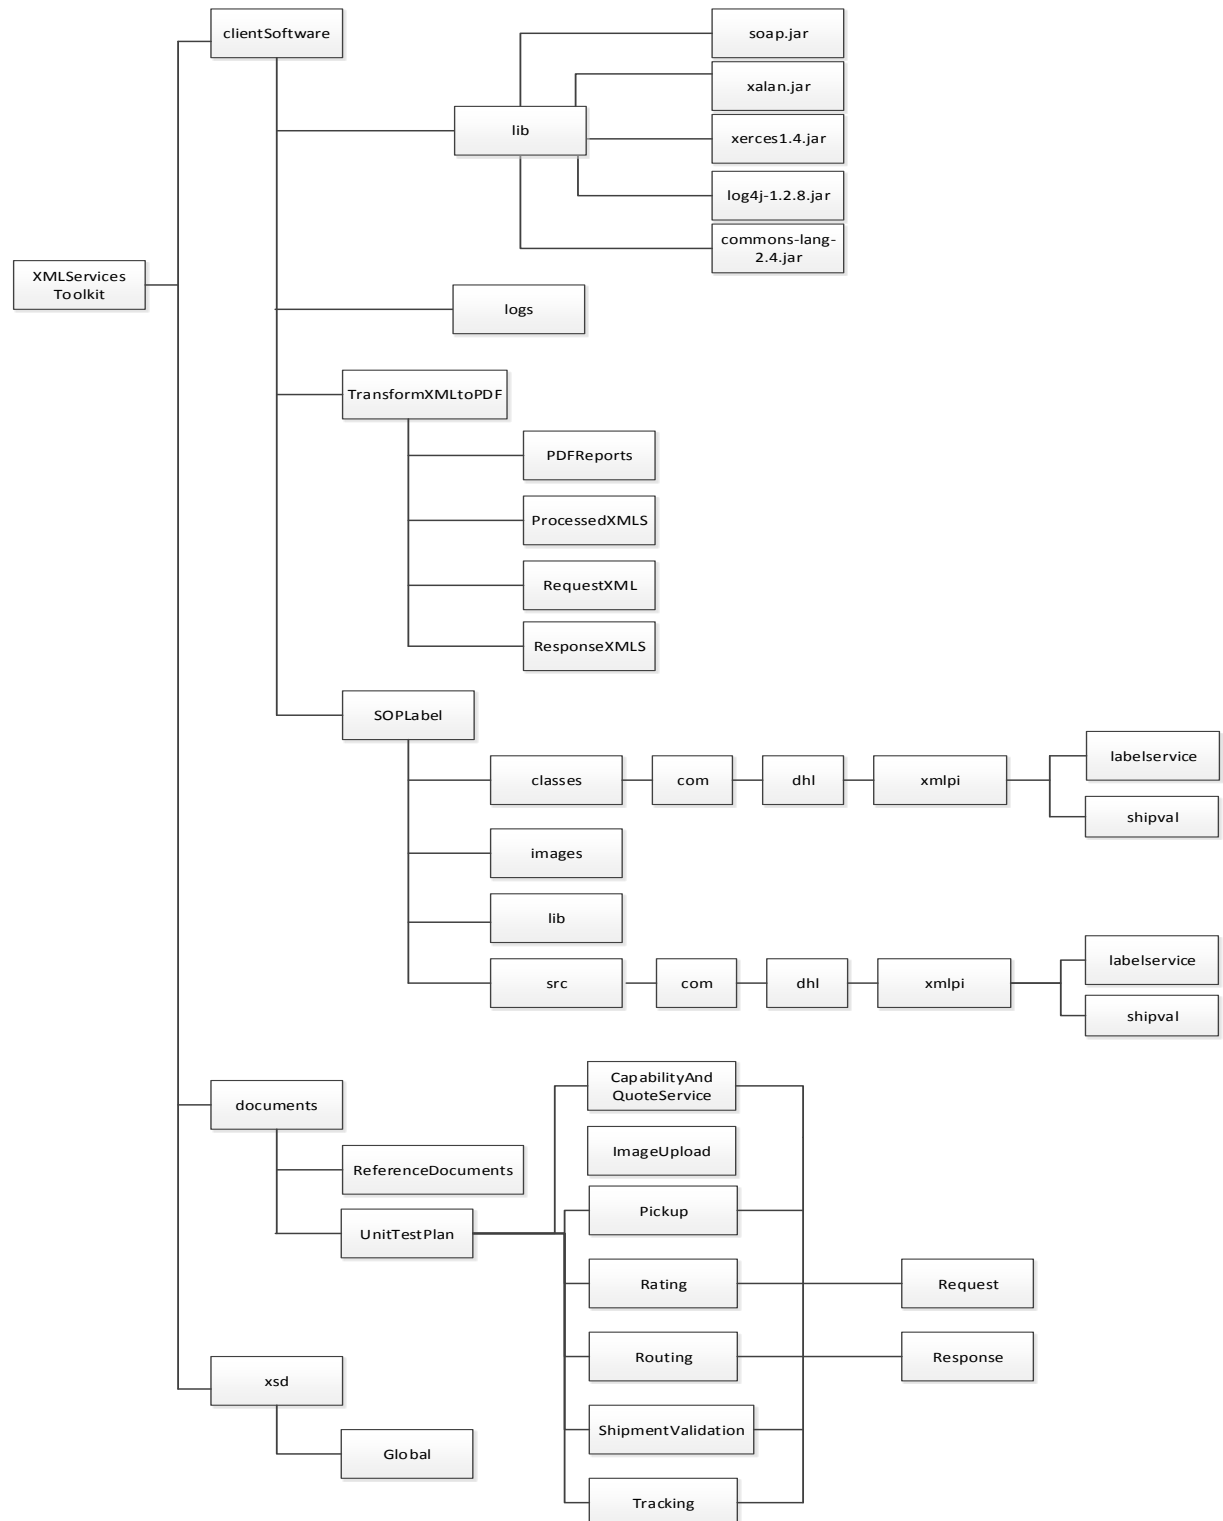 clientSoftware
soap.jar
xalan.jar
lib
xerces1.4.jar
log4j-1.2.8.jar
commons-lang-
2.4.jar
XMLServices
Toolkit
logs
TransformXMLtoPDF
PDFReports
ProcessedXMLS
RequestXML
ResponseXMLS
SOPLabel
labelservice
classes
com
dhl
xmlpi
shipval
images
lib
labelservice
src
com
dhl
xmlpi
shipval
CapabilityAnd
QuoteService
documents
ImageUpload
ReferenceDocuments
Pickup
UnitTestPlan
Rating
Request
Routing
Response
xsd
ShipmentValidation
Global
Tracking